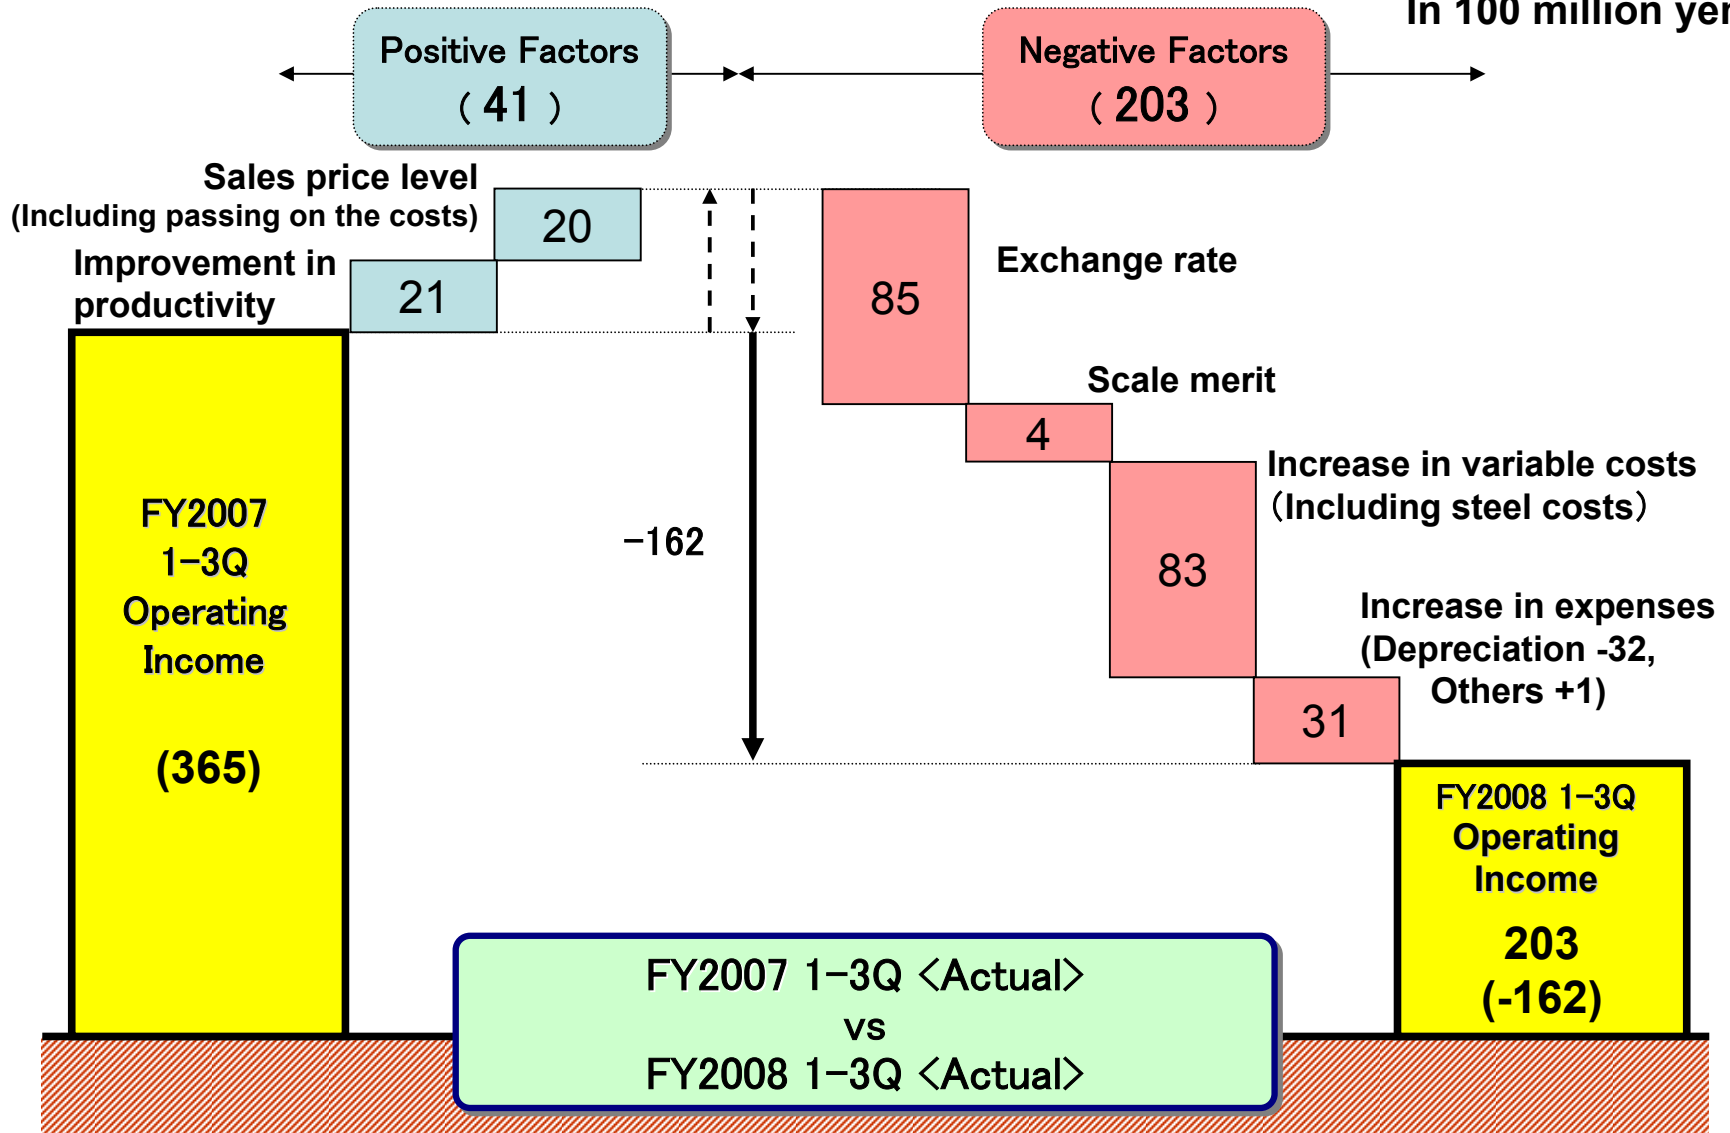 In 100 million yen
Positive Factors
( 41 )
Negative Factors
( 203 )
Sales price level
(Including passing on the costs)
20
Improvement in
productivity
21
85
Exchange rate
Scale merit
4
Increase in variable costs
(Including steel costs)
83
-162
Increase in expenses
(Depreciation -32,
Others +1)
31
FY2007
1-3Q
Operating
Income
(365)
FY2008 1-3Q
Operating
Income
203
(-162)
FY2007 1-3Q <Actual>
vs
FY2008 1-3Q <Actual>